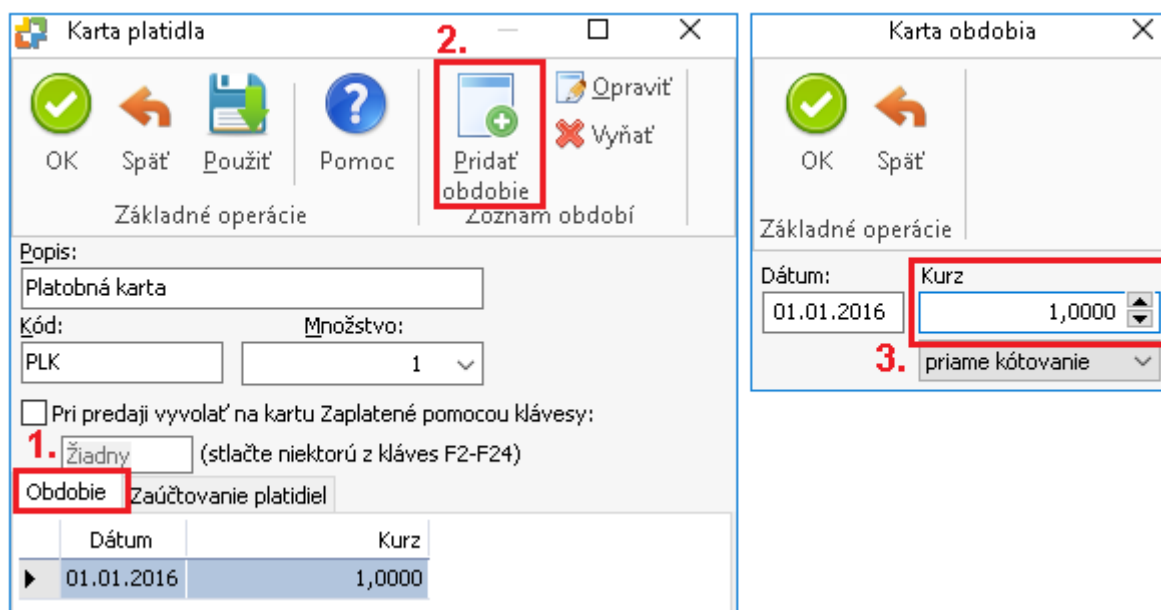 Karta platidla
2.
OK
Späť
Použiť
Pomoc
Pridať
obdobie
Opraviť
Vyňať
Základné operácie
Zoznam období
Popis:
Platobná karta
Kód:
Množstvo:
PLK
1
Pri predaji vyvolať na kartu Zaplatené pomocou klávesy:
1.
Žiadny
(stlačte niektorú z kláves F2-F24)
Obdobie
Zaúčtovanie platidiel
Dátum
Kurz
01.01.2016
1,0000
Karta obdobia
OK
Späť
Základné operácie
Dátum:
Kurz
01.01.2016
1,0000
3.
priame kótovanie